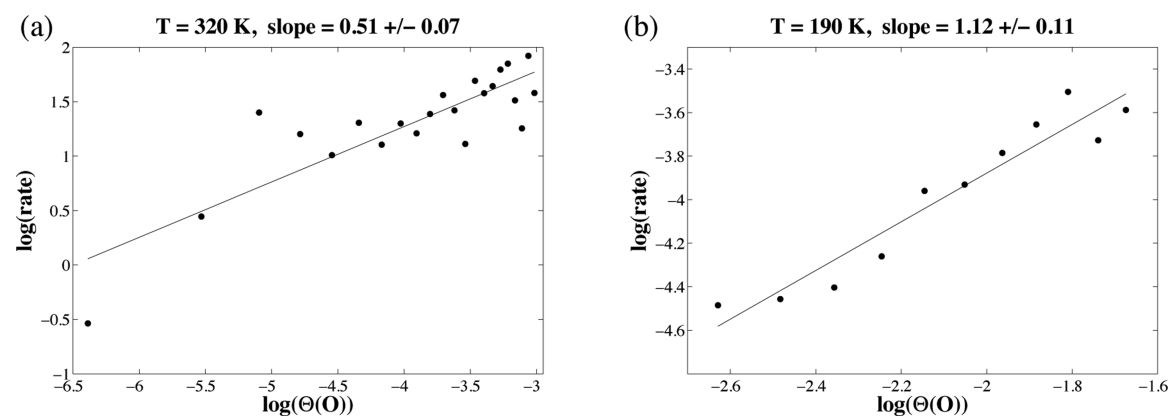 (a) T = 320 K, slope = 0.51 +/− 0.07
2
1.5
1
0.5
0
−0.5
−1
log(rate)
−6.5 −6 −5.5 −5 −4.5 −4 −3.5 −3
log(Θ(O))
(b) T = 190 K, slope = 1.12 +/− 0.11
−3.4
−3.6
−3.8
−4
−4.2
−4.4
−4.6
log(rate)
−2.6 −2.4 −2.2 −2 −1.8 −1.6
log(Θ(O))